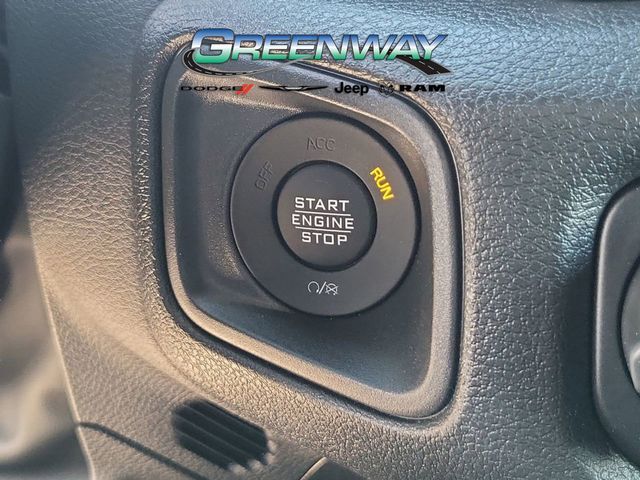 GREENWAY
DODGE Jeep RAM
ACC
OFF
RUN
START
ENGINE
STOP